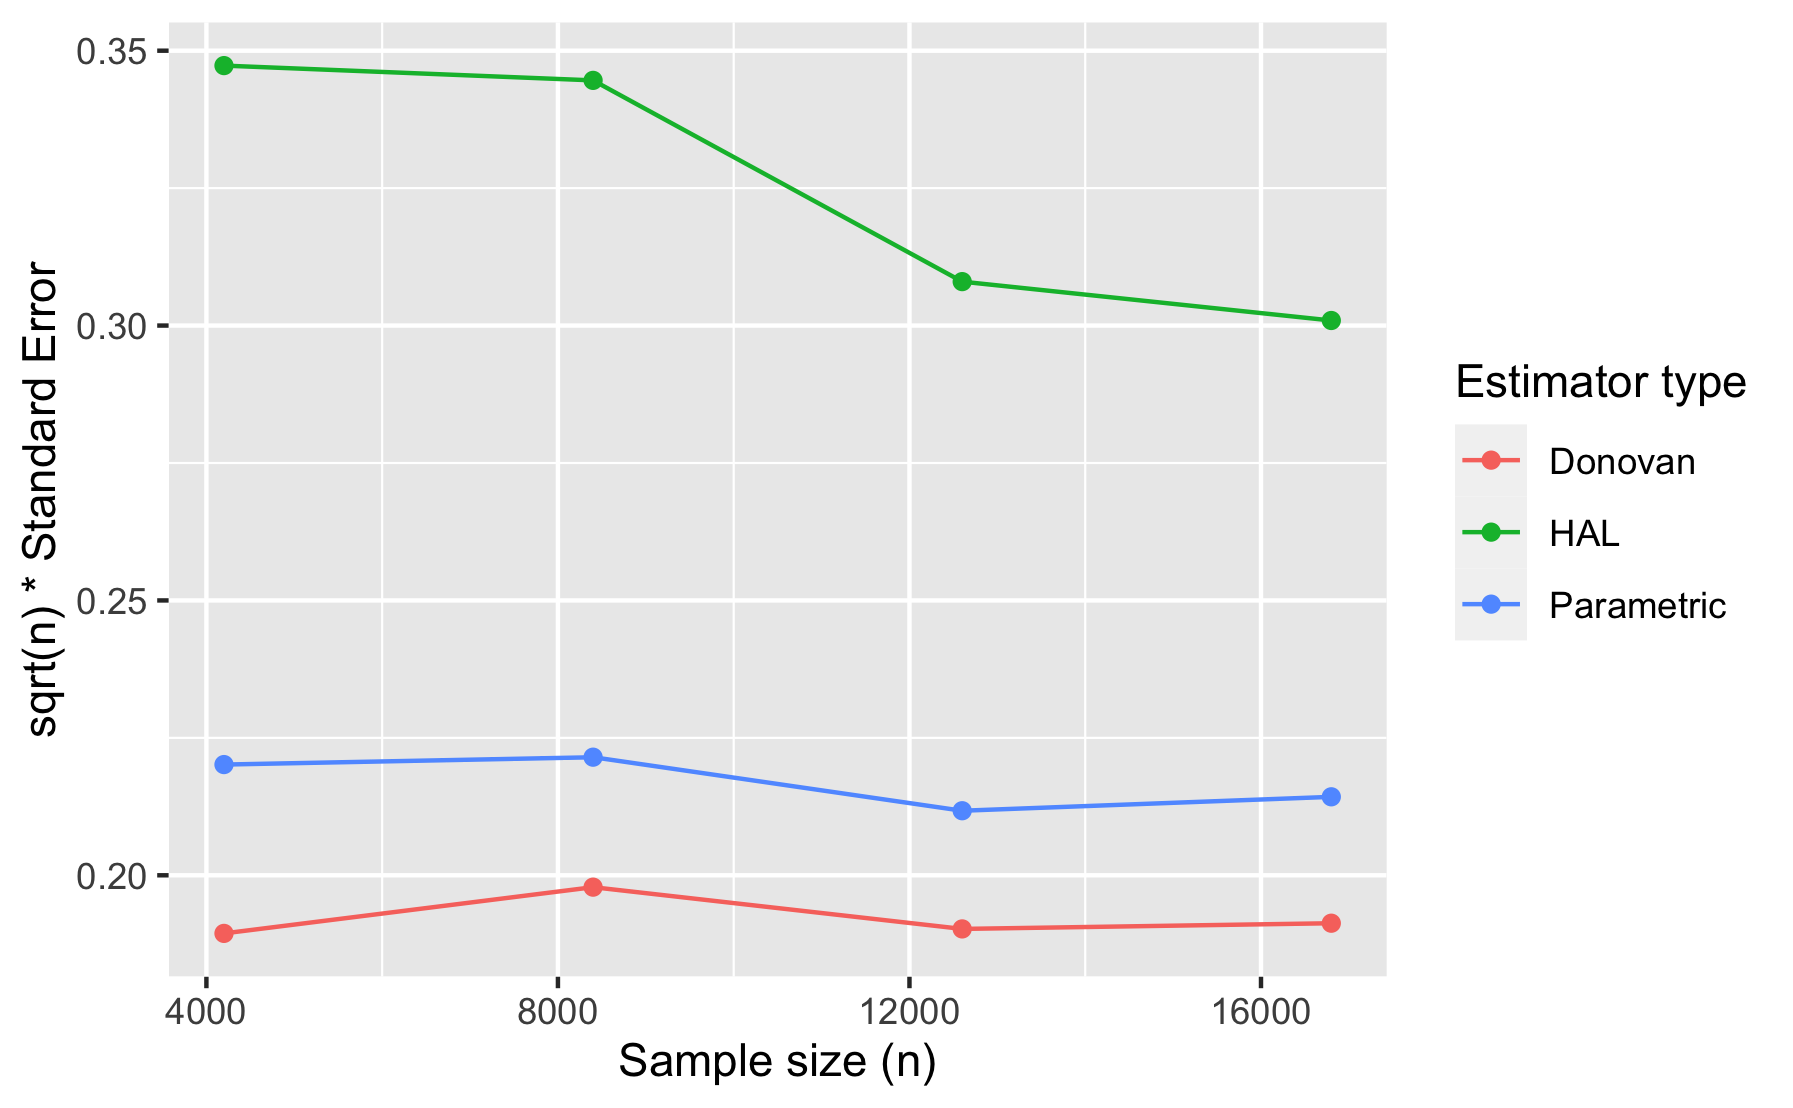 0.35
0.30
0.25
0.20
sqrt(n) * Standard Error
4000
8000
12000
16000
Sample size (n)
Estimator type
Donovan
HAL
Parametric